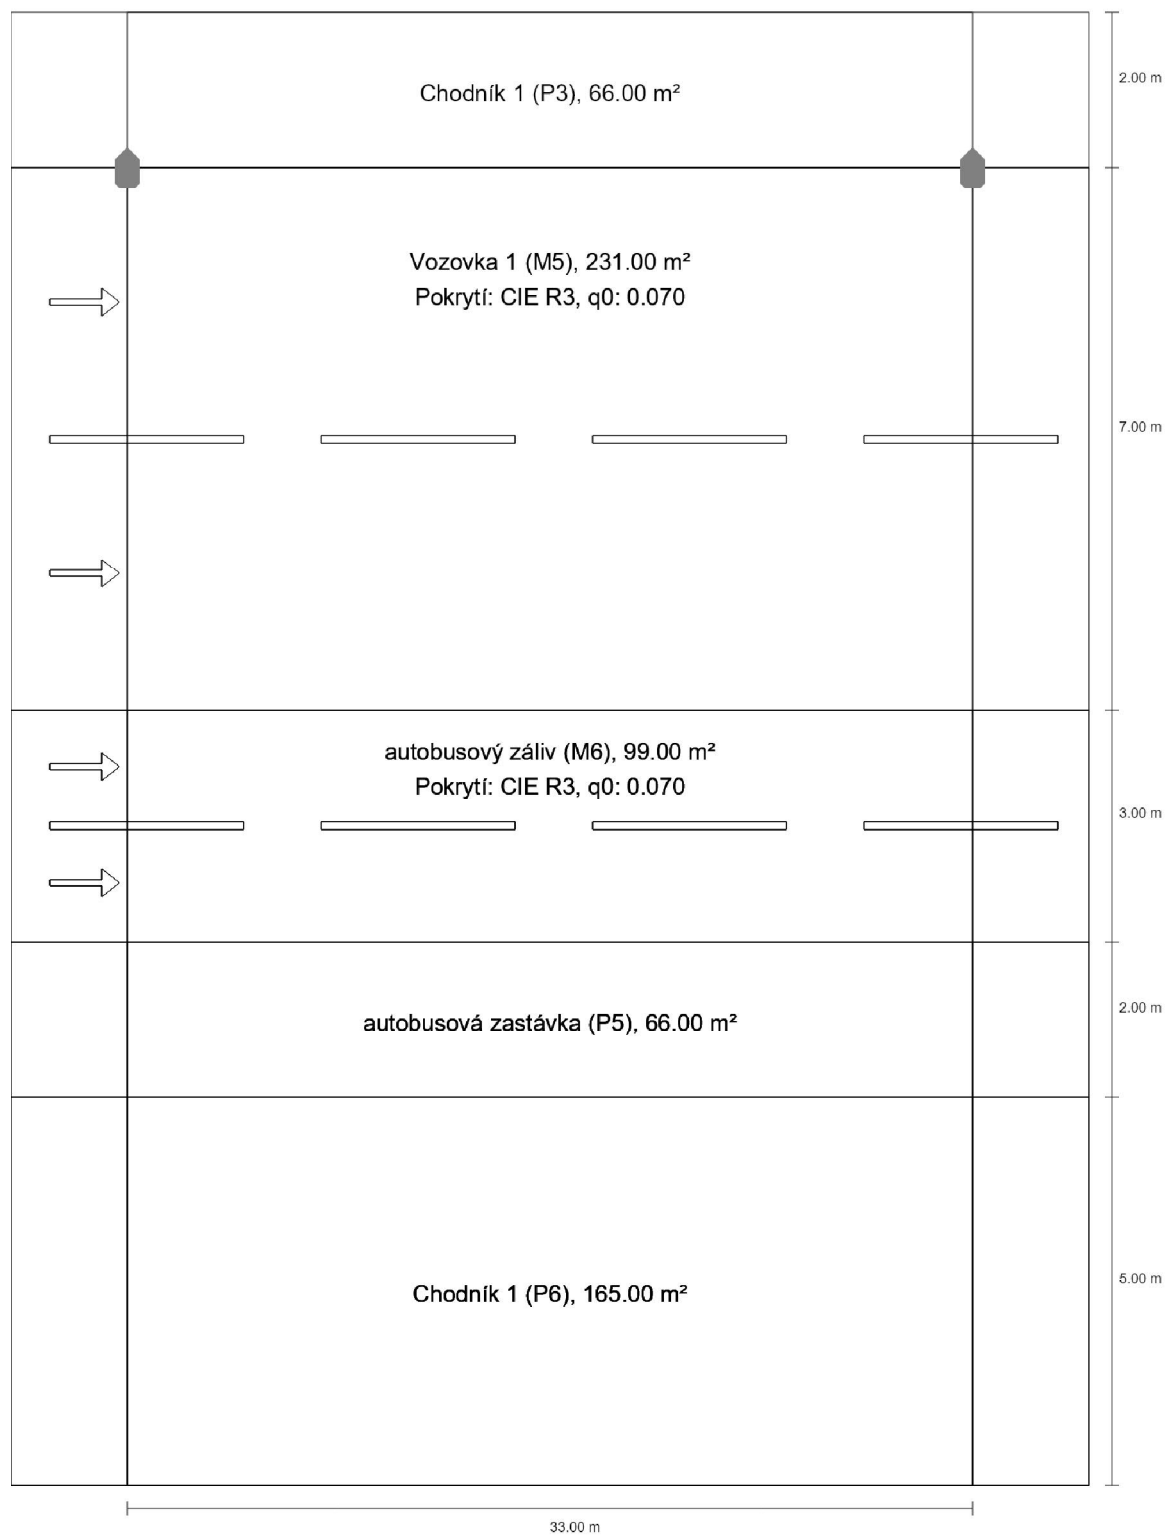 Chodník 1 (P3), 66.00 m²
2.00 m
Vozovka 1 (M5), 231.00 m²
Pokrytí: CIE R3, q0: 0.070
7.00 m
autobusový záliv (M6), 99.00 m²
Pokrytí: CIE R3, q0: 0.070
3.00 m
autobusová zastávka (P5), 66.00 m²
2.00 m
Chodník 1 (P6), 165.00 m²
5.00 m
33.00 m